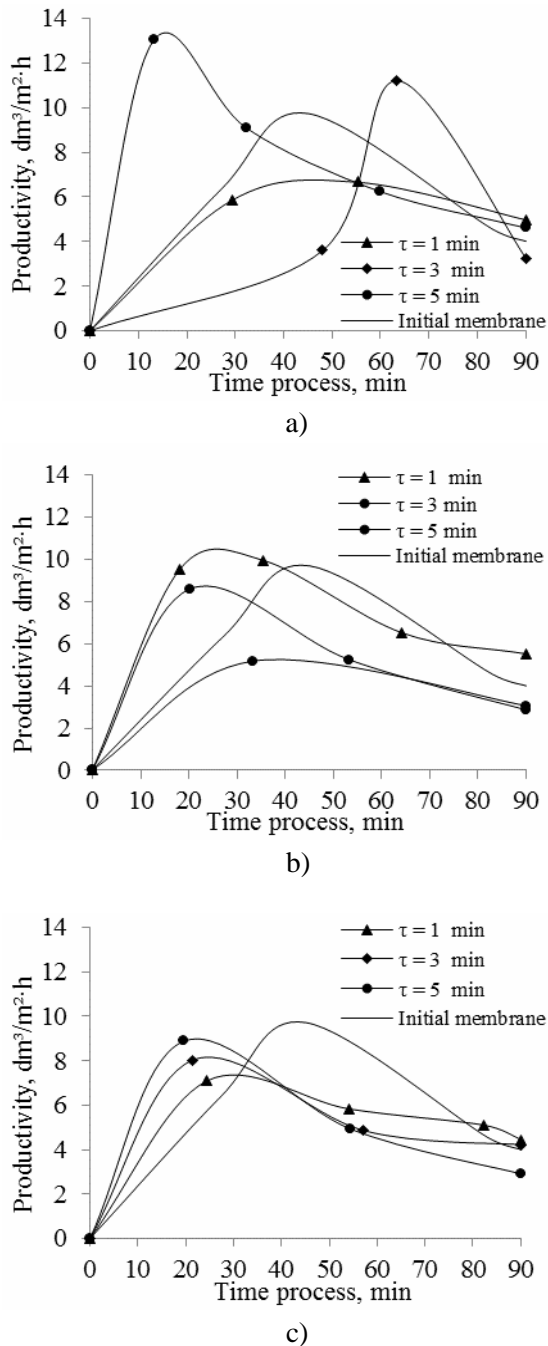 Productivity, dm³/m²·h
14
12
10
8
6
4
2
0
τ = 1 min
τ = 3 min
τ = 5 min
Initial membrane
0 10 20 30 40 50 60 70 80 90
Time process, min
a)
Productivity, dm³/m²·h
14
12
10
8
6
4
2
0
τ = 1 min
τ = 3 min
τ = 5 min
Initial membrane
0 10 20 30 40 50 60 70 80 90
Time process, min
b)
Productivity, dm³/m²·h
14
12
10
8
6
4
2
0
τ = 1 min
τ = 3 min
τ = 5 min
Initial membrane
0 10 20 30 40 50 60 70 80 90
Time process, min
c)